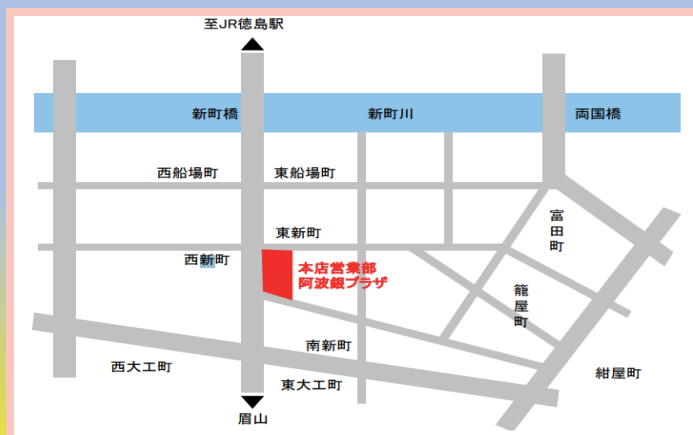 至JR徳島駅
新町橋
新町川
両国橋
西船場町
東船場町
富田町
東新町
西新町
本店営業部
阿波銀プラザ
籠屋町
南新町
西大工町
東大工町
紺屋町
眉山